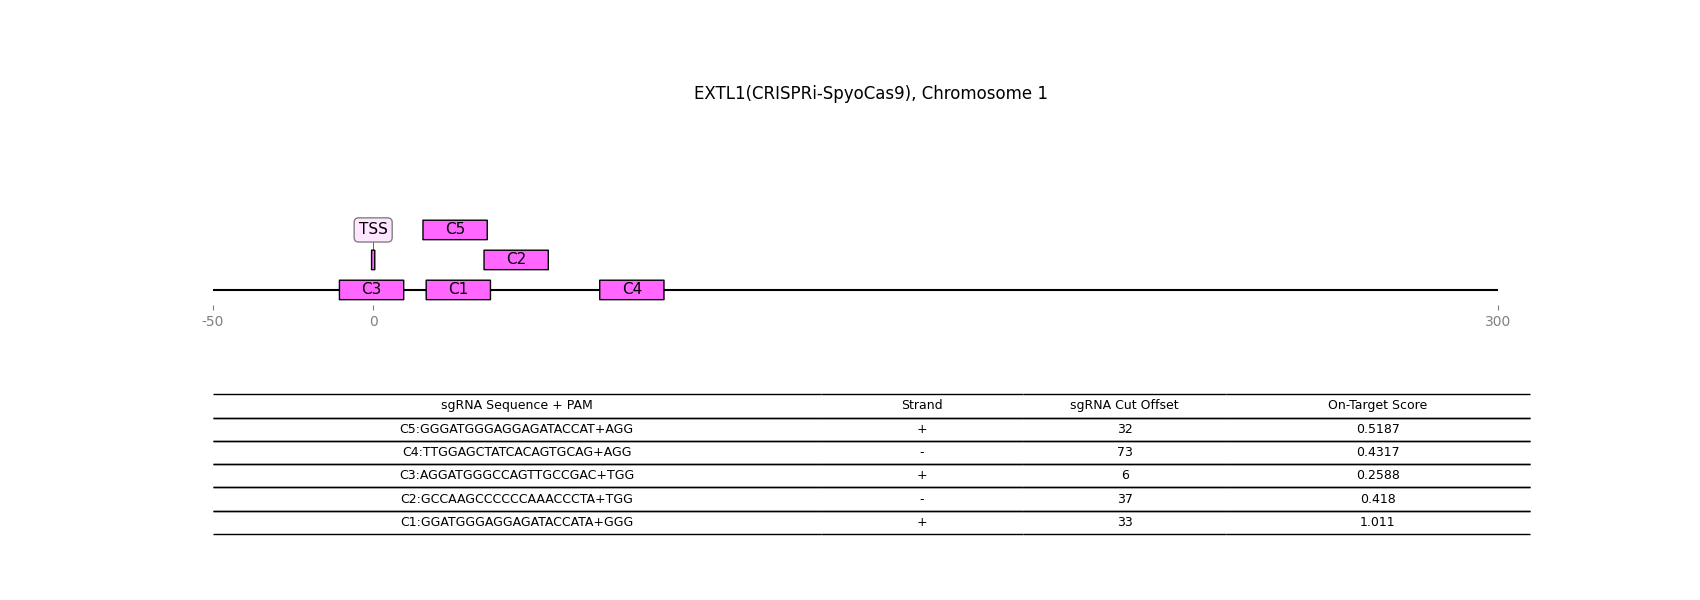 EXTL1(CRISPRi-SpyoCas9), Chromosome 1
TSS C5
C2
C3 C1 C4
-50 0 300
sgRNA Sequence + PAM Strand sgRNA Cut Offset On-Target Score
C5:GGGATGGGAGGAGATACCAT+AGG + 32 0.5187
C4:TTGGAGCTATCACAGTGCAG+AGG - 73 0.4317
C3:AGGATGGGCCAGTTGCCGAC+TGG + 6 0.2588
C2:GCCAAGCCCCCCAAACCCTA+TGG - 37 0.418
C1:GGATGGGAGGAGATACCATA+GGG + 33 1.011